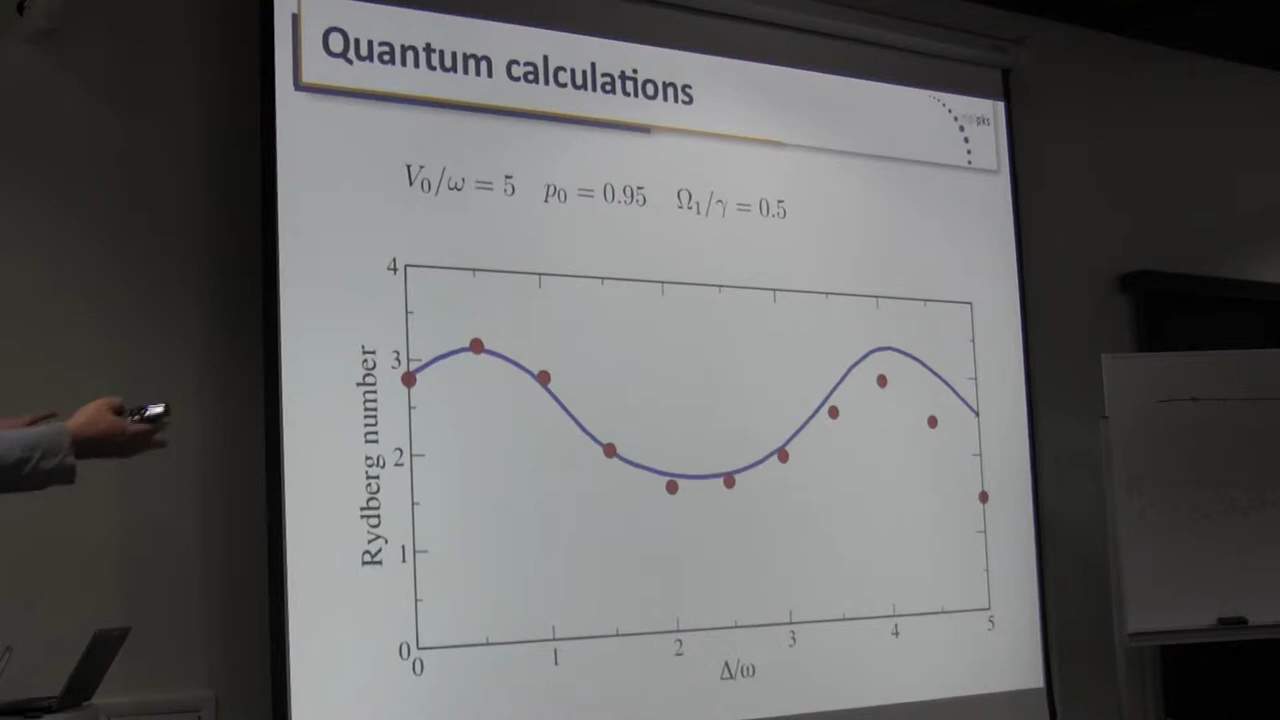 Quantum calculations
pks
V₀/ω = 5 p₀ = 0.95 Ω₁/γ = 0.5
4
3
2
1
0
Rydberg number
0 1 2 3 4 5
Δ/ω